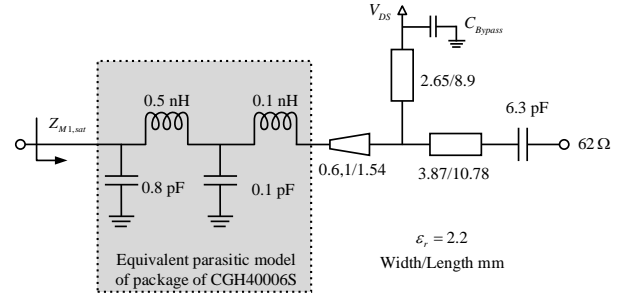 V_DS
C_Bypass
2.65/8.9
0.5 nH
0.1 nH
6.3 pF
Z_M1,sat
62 Ω
0.6,1/1.54
3.87/10.78
0.8 pF
0.1 pF
Equivalent parasitic model
of package of CGH40006S
ε_r = 2.2
Width/Length mm